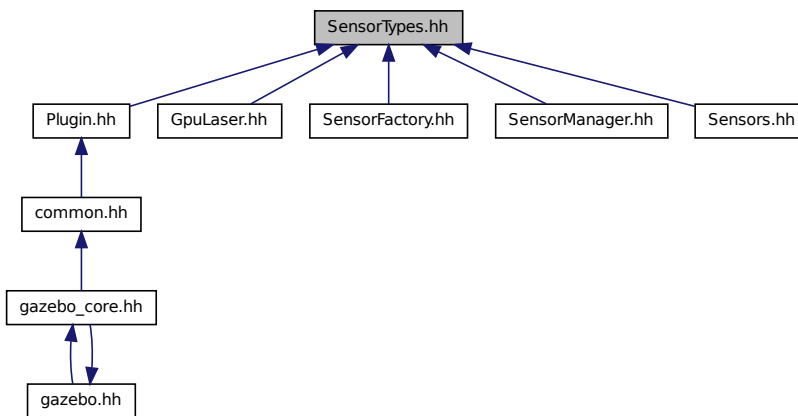 SensorTypes.hh
Plugin.hh
GpuLaser.hh
SensorFactory.hh
SensorManager.hh
Sensors.hh
common.hh
gazebo_core.hh
gazebo.hh